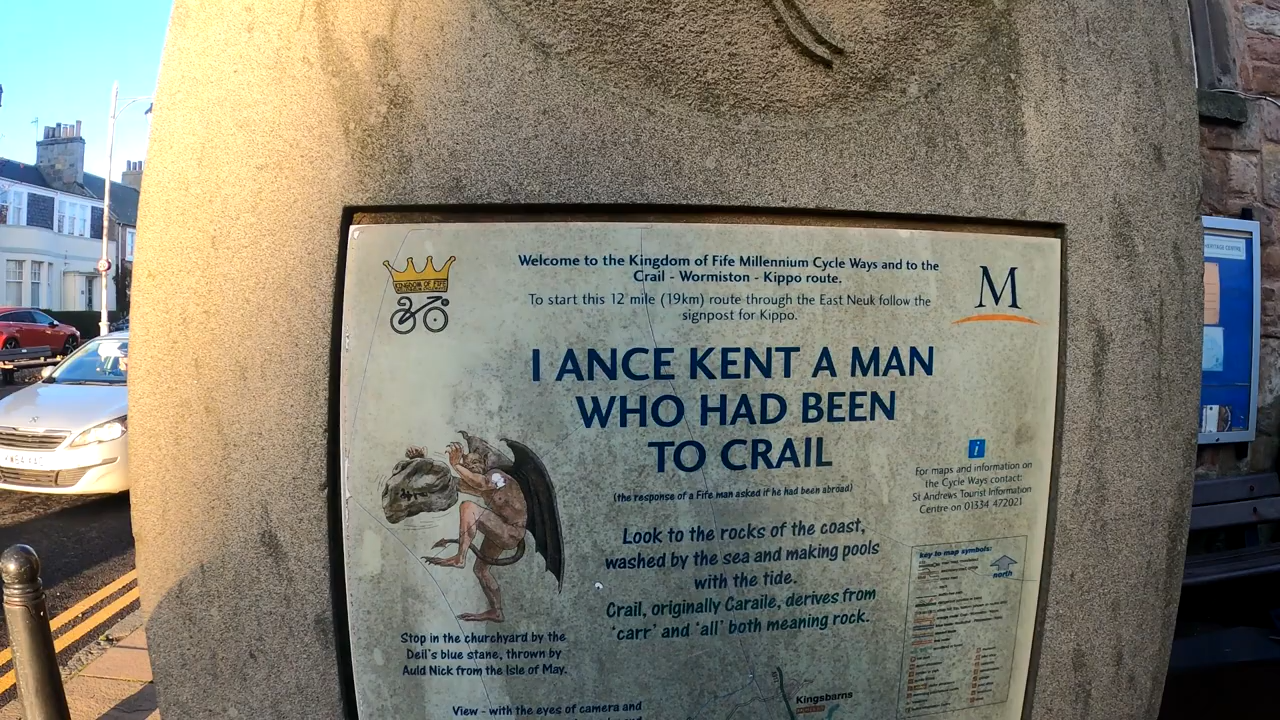 KINGDOM OF FIFE
Welcome to the Kingdom of Fife Millennium Cycle Ways and to the
Crail - Wormiston - Kippo route.
To start this 12 mile (19km) route through the East Neuk follow the
signpost for Kippo.
M
I ANCE KENT A MAN
WHO HAD BEEN
TO CRAIL
(the response of a Fife man asked if he had been abroad)
i
For maps and information on
the Cycle Ways contact:
St Andrews Tourist Information
Centre on 01334 472021
Look to the rocks of the coast,
washed by the sea and making pools
with the tide.
Crail, originally Caraile, derives from
'carr' and 'all' both meaning rock.
Stop in the churchyard by the
Deil's blue stane, thrown by
Auld Nick from the Isle of May.
key to map symbols:
north
Kingsbarns
View - with the eyes of camera and
HERITAGE CENTRE